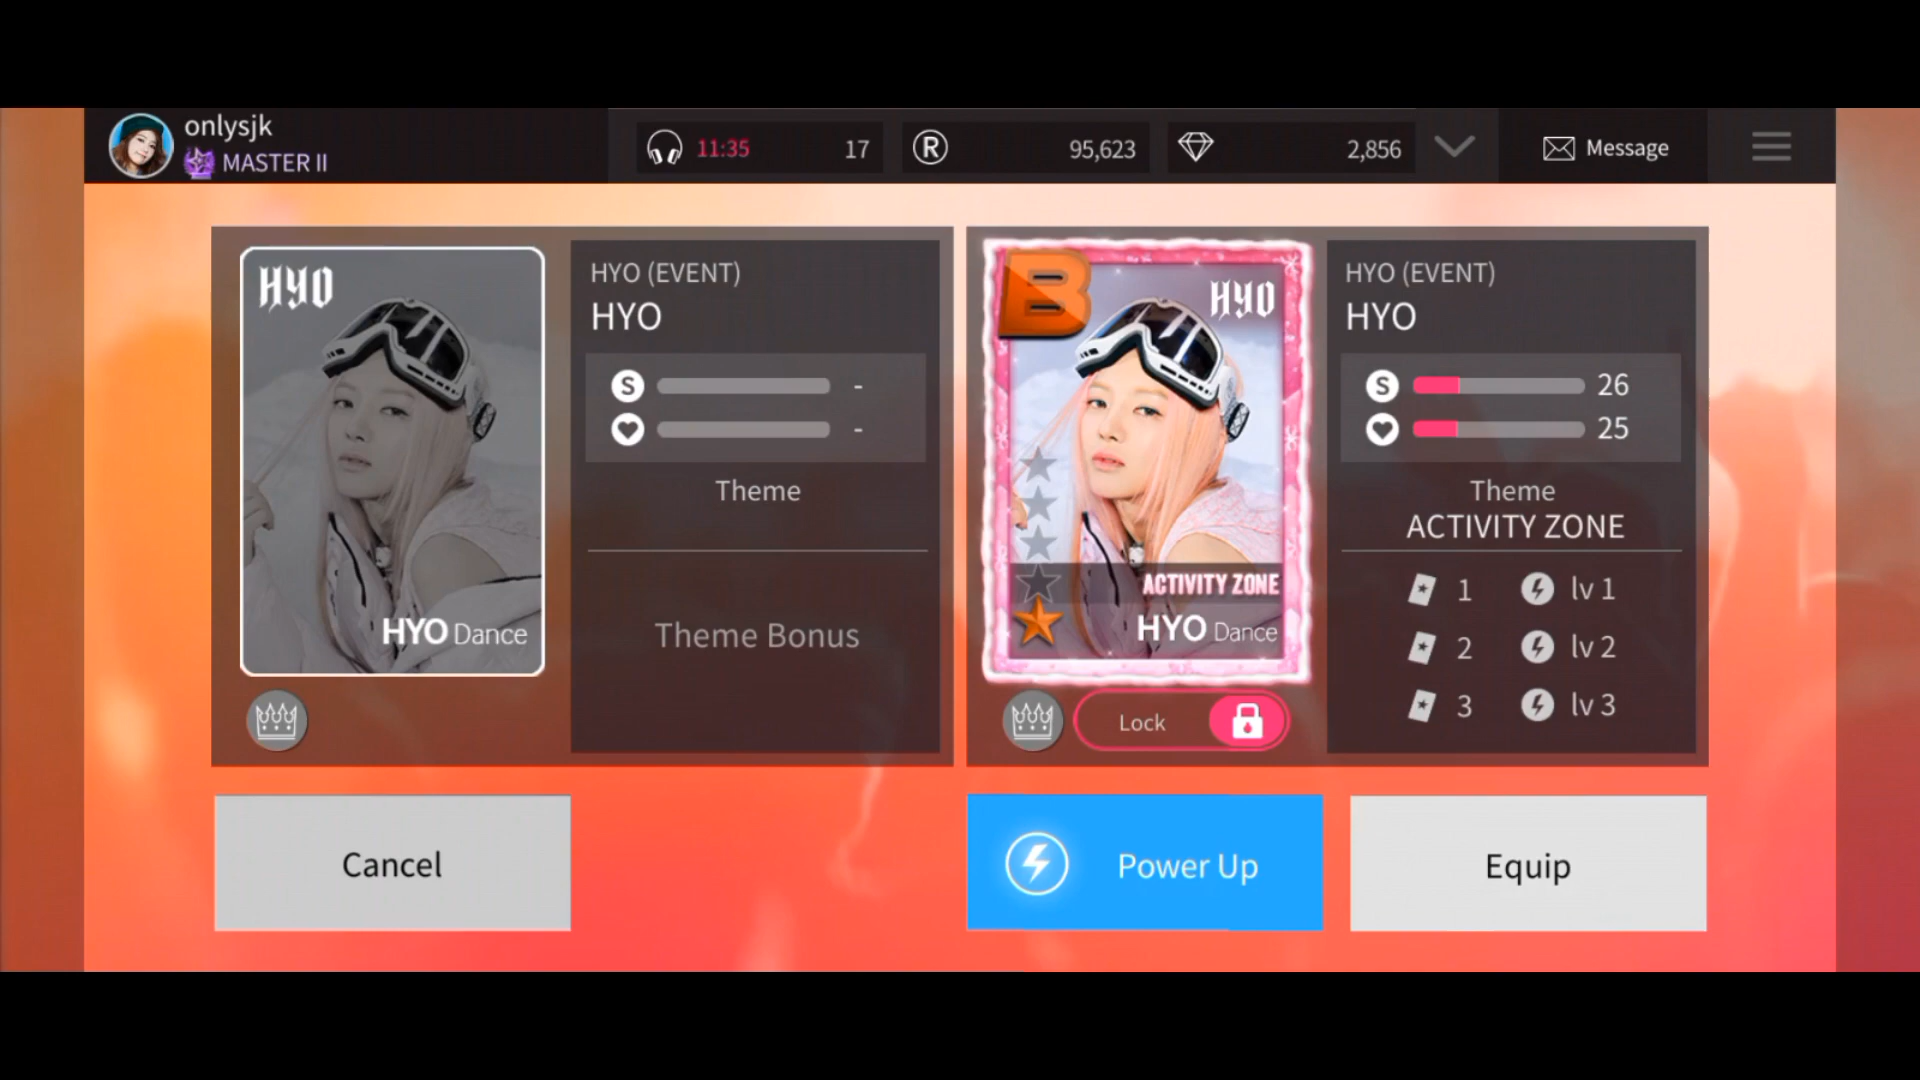 onlysjk
MASTER II
11:35
17
R
95,623
2,856
Message
HYO
HYO Dance
HYO (EVENT)
HYO
S
-
-
Theme
Theme Bonus
B
HYO
ACTIVITY ZONE
HYO Dance
Lock
HYO (EVENT)
HYO
S
26
25
Theme
ACTIVITY ZONE
1 lv 1
2 lv 2
3 lv 3
Cancel
Power Up
Equip